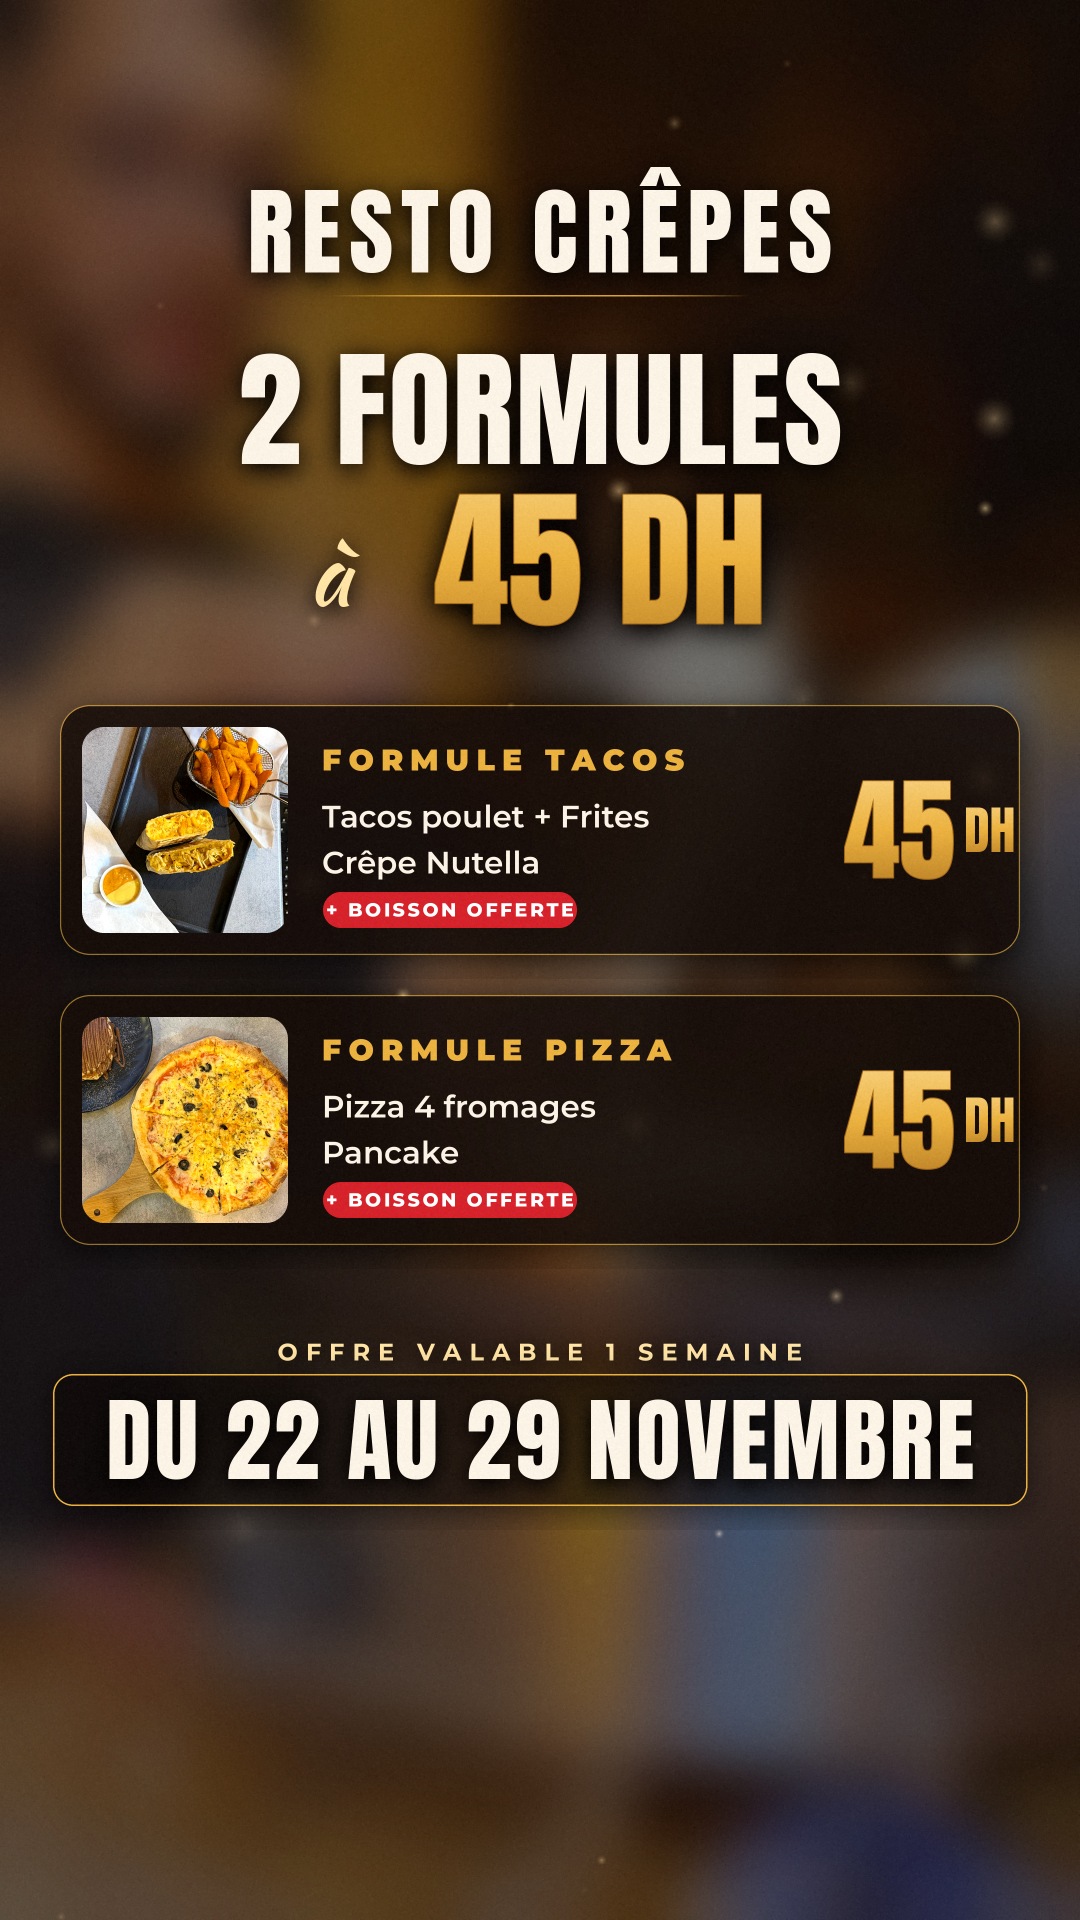 RESTO CRÊPES
2 FORMULES
à 45 DH
FORMULE TACOS
Tacos poulet + Frites
Crêpe Nutella
+ BOISSON OFFERTE
45 DH
FORMULE PIZZA
Pizza 4 fromages
Pancake
+ BOISSON OFFERTE
45 DH
OFFRE VALABLE 1 SEMAINE
DU 22 AU 29 NOVEMBRE